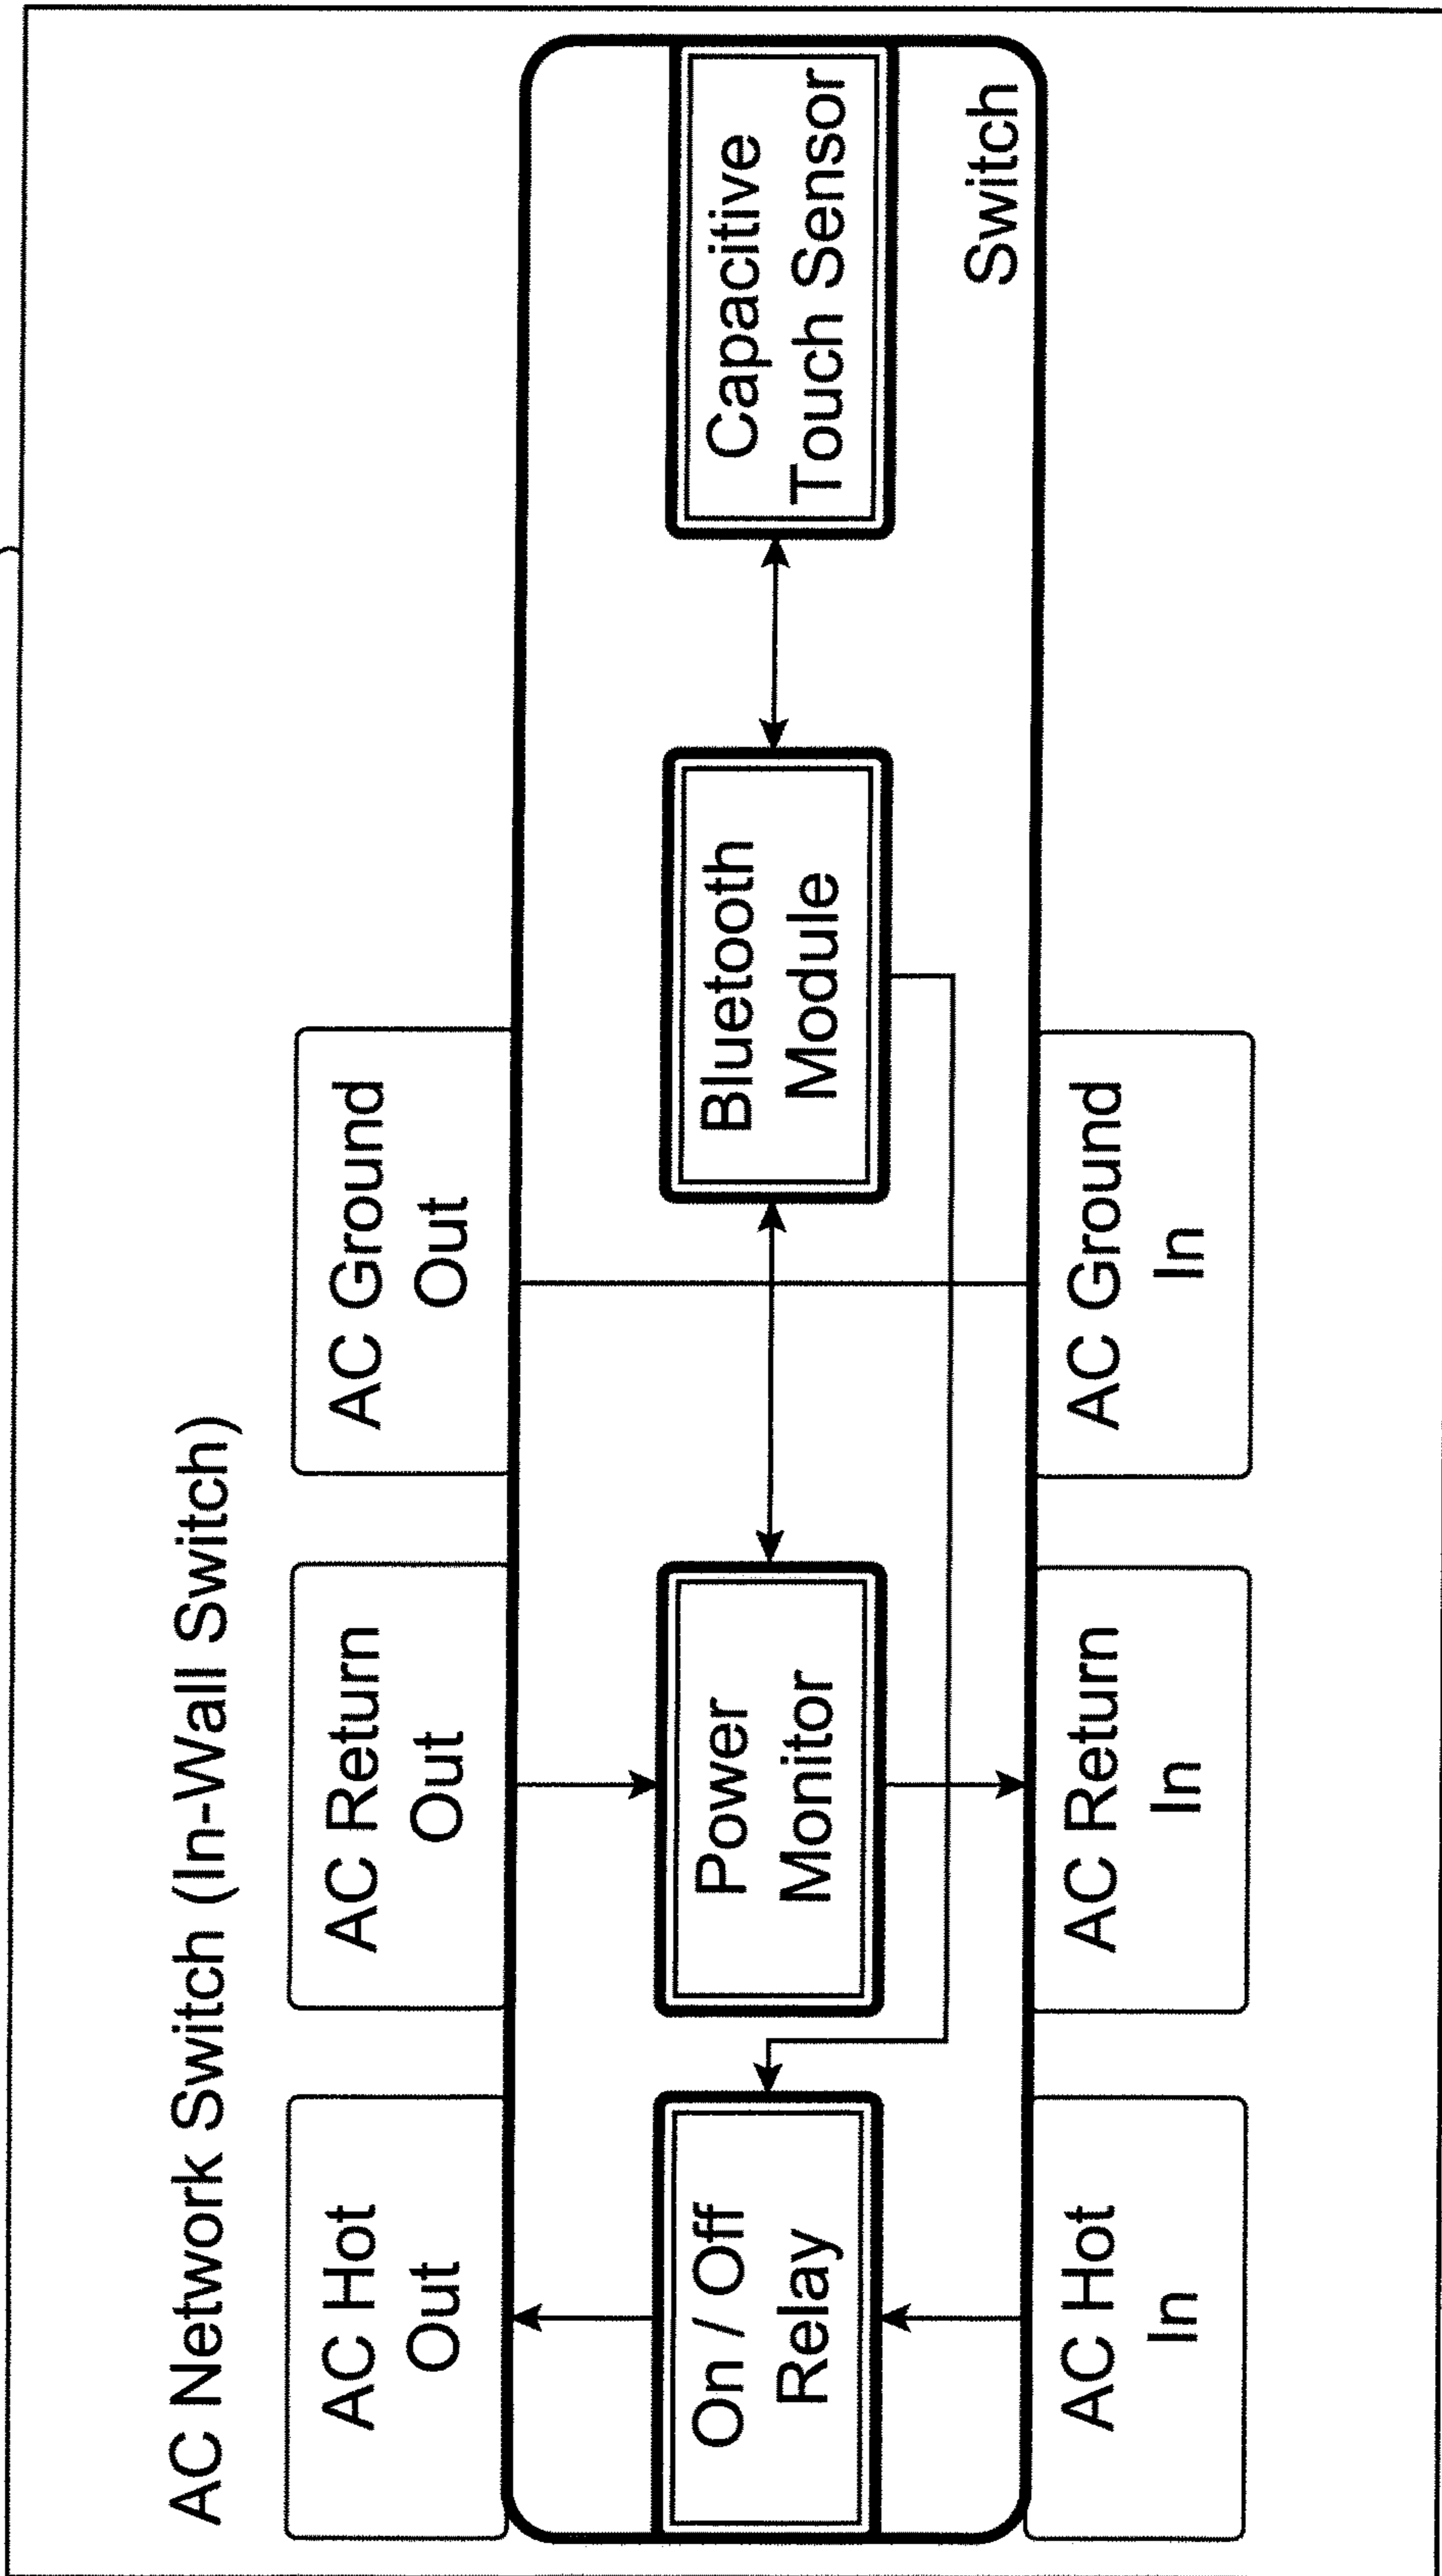 AC Network Switch (In-Wall Switch)
AC Hot
Out
AC Return
Out
AC Ground
Out
On / Off
Relay
Power
Monitor
Bluetooth
Module
Capacitive
Touch Sensor
Switch
AC Hot
In
AC Return
In
AC Ground
In